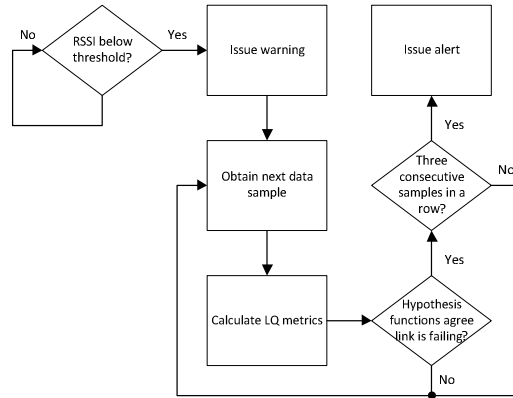 No
RSSI below
threshold?
Yes
Issue warning
Issue alert
Yes
Obtain next data
sample
Three
consecutive
samples in a
row?
No
Yes
Calculate LQ metrics
Hypothesis
functions agree
link is failing?
No